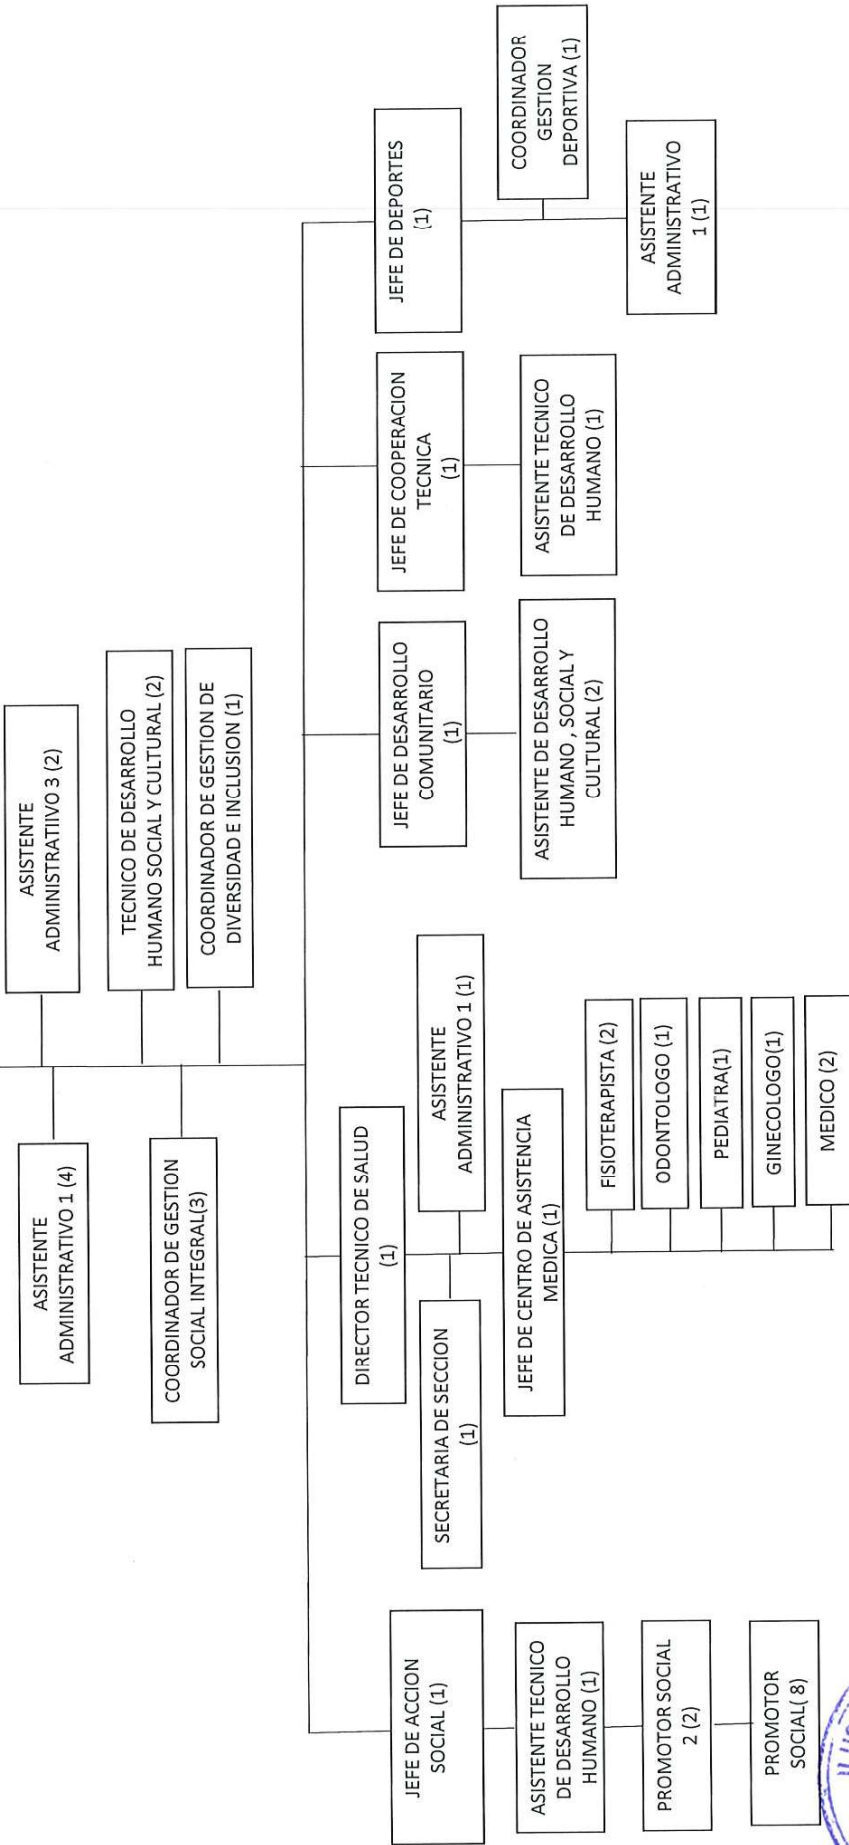 ASISTENTE
ADMINISTRATIVO 1 (4)
ASISTENTE
ADMINISTRATIIVO 3 (2)
TECNICO DE DESARROLLO
HUMANO SOCIAL Y CULTURAL (2)
COORDINADOR DE GESTION
SOCIAL INTEGRAL(3)
COORDINADOR DE GESTION DE
DIVERSIDAD E INCLUSION (1)
JEFE DE ACCION
SOCIAL (1)
ASISTENTE TECNICO
DE DESARROLLO
HUMANO (1)
PROMOTOR SOCIAL
2 (2)
PROMOTOR
SOCIAL( 8)
DIRECTOR TECNICO DE SALUD
(1)
SECRETARIA DE SECCION
(1)
ASISTENTE
ADMINISTRATIVO 1 (1)
JEFE DE CENTRO DE ASISTENCIA
MEDICA (1)
FISIOTERAPISTA (2)
ODONTOLOGO (1)
PEDIATRA(1)
GINECOLOGO(1)
MEDICO (2)
JEFE DE DESARROLLO
COMUNITARIO
(1)
ASISTENTE DE DESARROLLO
HUMANO , SOCIAL Y
CULTURAL (2)
JEFE DE COOPERACION
TECNICA
(1)
ASISTENTE TECNICO
DE DESARROLLO
HUMANO (1)
JEFE DE DEPORTES
(1)
COORDINADOR
GESTION
DEPORTIVA (1)
ASISTENTE
ADMINISTRATIVO
1 (1)